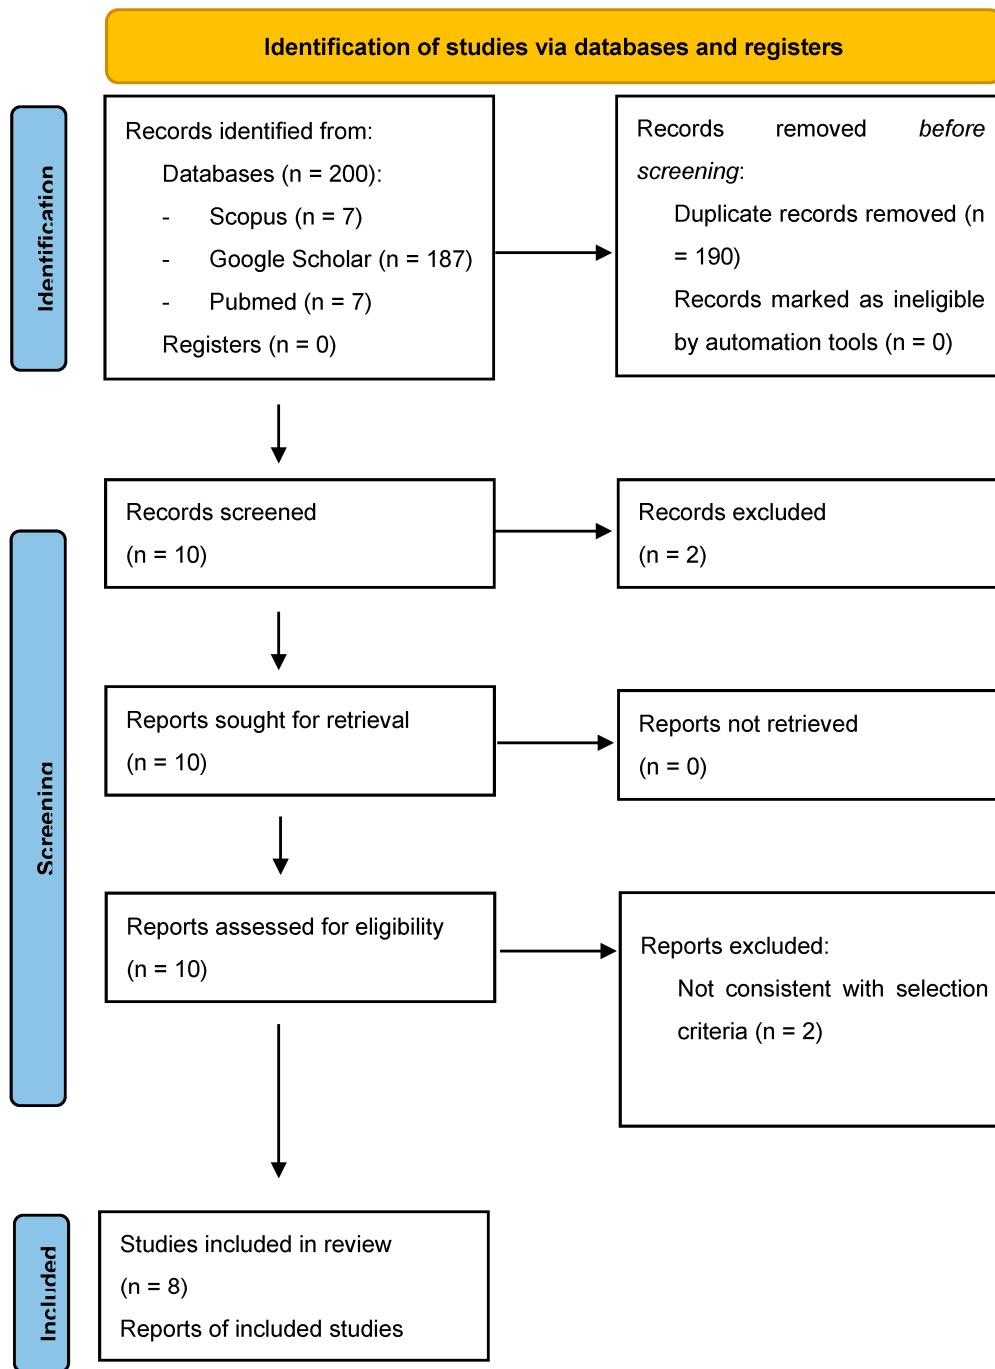 Identification of studies via databases and registers
Identification
Records identified from:
Databases (n = 200):
- Scopus (n = 7)
- Google Scholar (n = 187)
- Pubmed (n = 7)
Registers (n = 0)
Records removed before
screening:
Duplicate records removed (n
= 190)
Records marked as ineligible
by automation tools (n = 0)
Screening
Records screened
(n = 10)
Records excluded
(n = 2)
Reports sought for retrieval
(n = 10)
Reports not retrieved
(n = 0)
Reports assessed for eligibility
(n = 10)
Reports excluded:
Not consistent with selection
criteria (n = 2)
Included
Studies included in review
(n = 8)
Reports of included studies